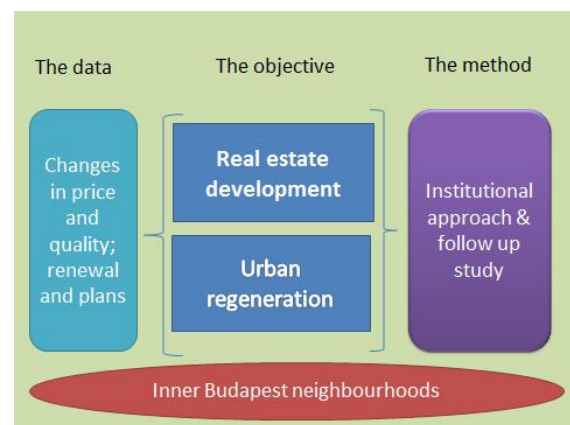 The data
The objective
The method
Changes
in price
and
quality;
renewal
and plans
Real estate
development
Urban
regeneration
Institutional
approach &
follow up
study
Inner Budapest neighbourhoods